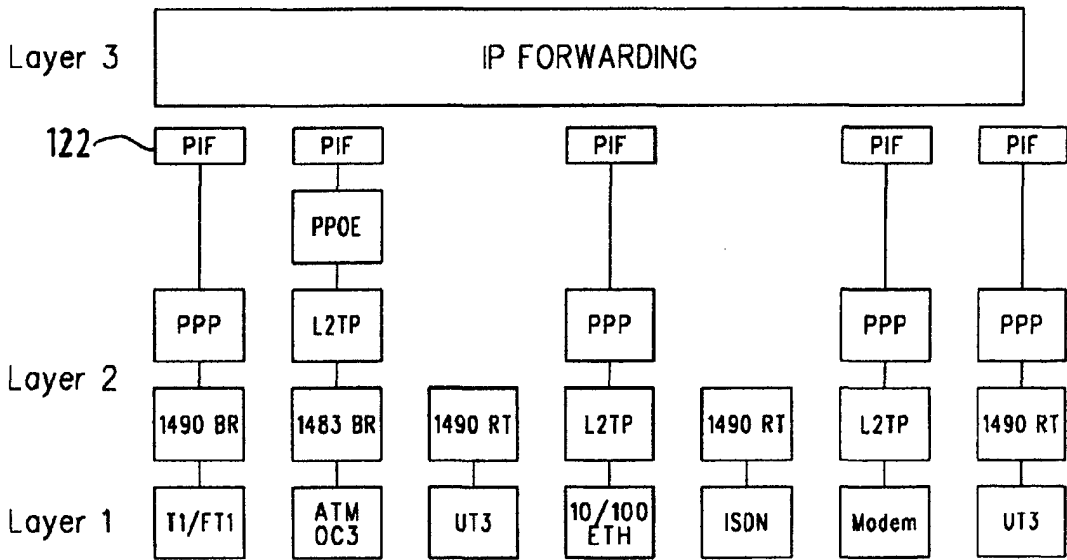 Layer 3 IP FORWARDING
122 PIF PIF PIF PIF PIF
PPOE
PPP L2TP PPP PPP PPP
Layer 2
1490 BR 1483 BR 1490 RT L2TP 1490 RT L2TP 1490 RT
Layer 1 T1/FT1 ATM OC3 UT3 10/100 ETH ISDN Modem UT3